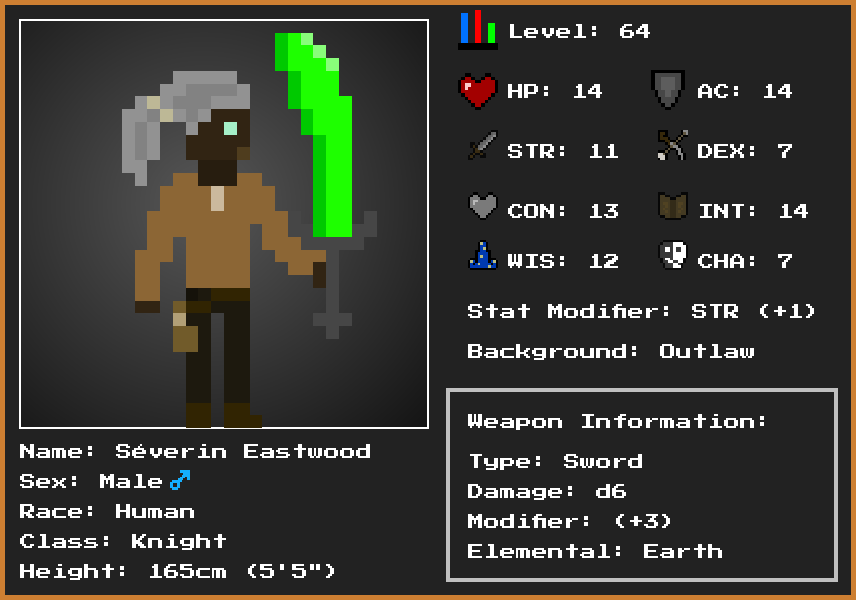 Level: 64
HP: 14
AC: 14
STR: 11
DEX: 7
CON: 13
INT: 14
WIS: 12
CHA: 7
Stat Modifier: STR (+1)
Background: Outlaw
Weapon Information:
Type: Sword
Damage: d6
Modifier: (+3)
Elemental: Earth
Name: Séverin Eastwood
Sex: Male♂
Race: Human
Class: Knight
Height: 165cm (5'5")